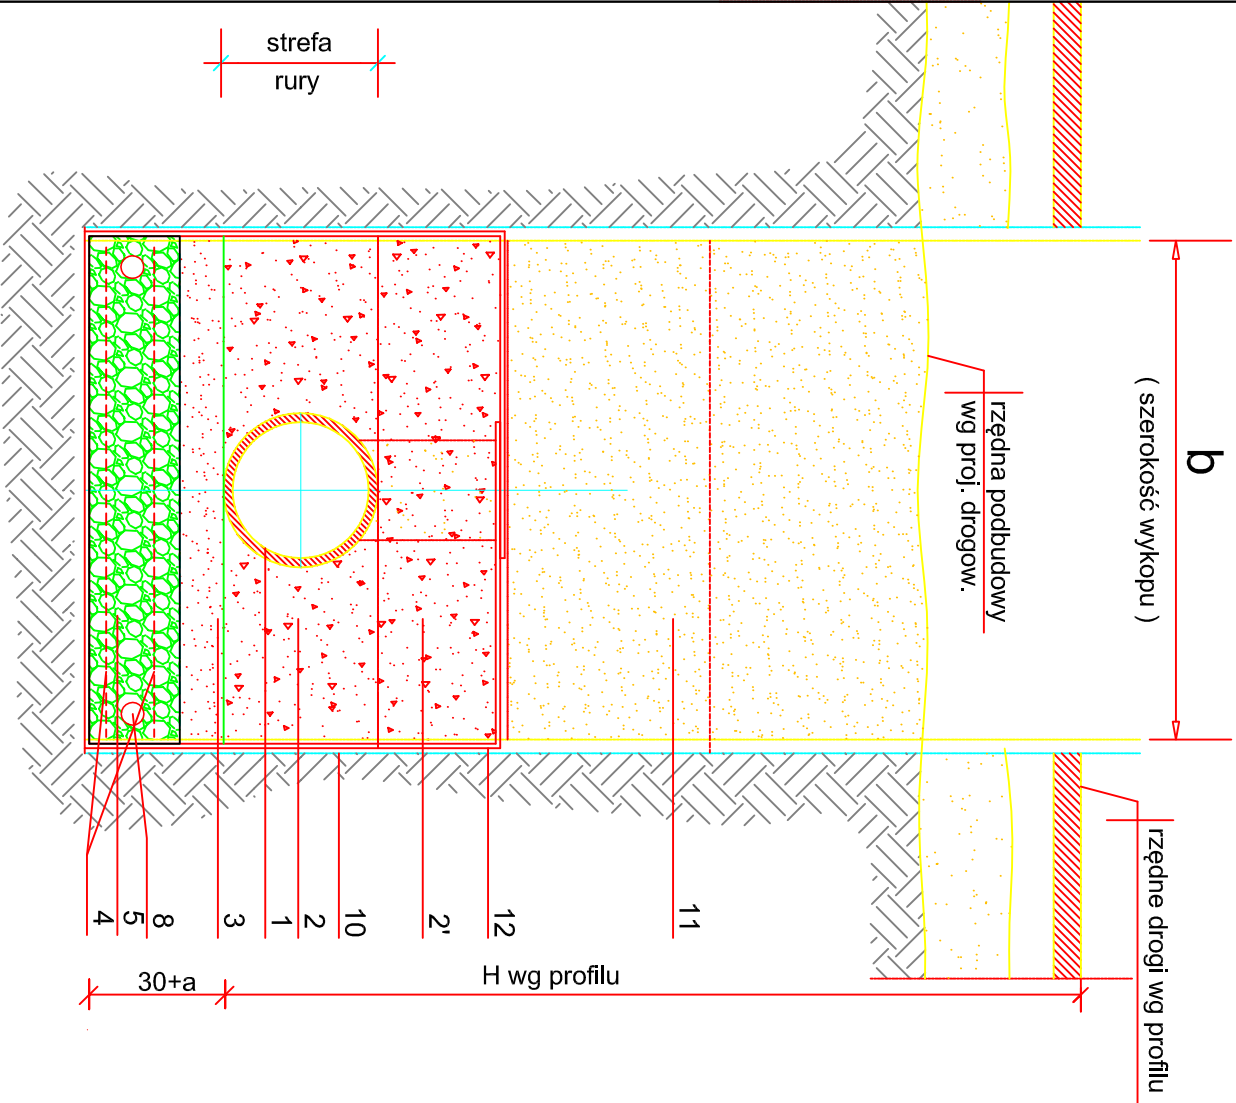 strefa
rury
b
( szerokość wykopu )
rzędna podbudowy
wg proj. drogow.
rzędne drogi wg profilu
11
12
2'
10
2
1
3
8
5
4
30+a
H wg profilu